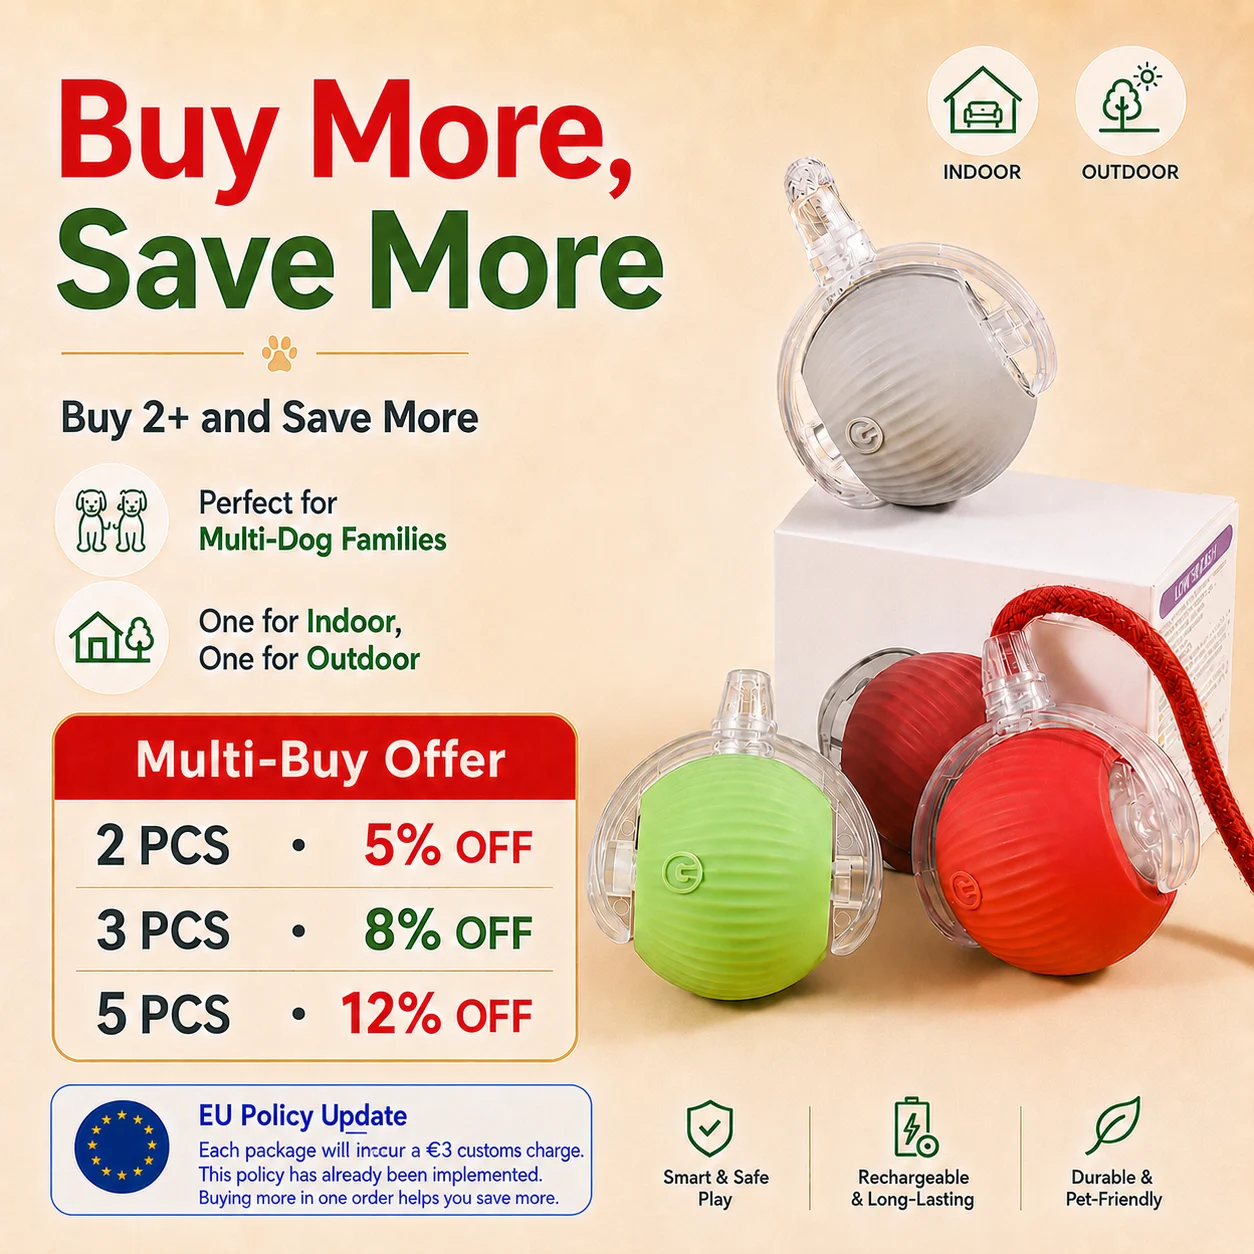 Buy More,
Save More
INDOOR
OUTDOOR
Buy 2+ and Save More
Perfect for
Multi-Dog Families
One for Indoor,
One for Outdoor
Multi-Buy Offer
2 PCS • 5% OFF
3 PCS • 8% OFF
5 PCS • 12% OFF
EU Policy Update
Each package will incur a €3 customs charge.
This policy has already been implemented.
Buying more in one order helps you save more.
Smart & Safe
Play
Rechargeable
& Long-Lasting
Durable &
Pet-Friendly